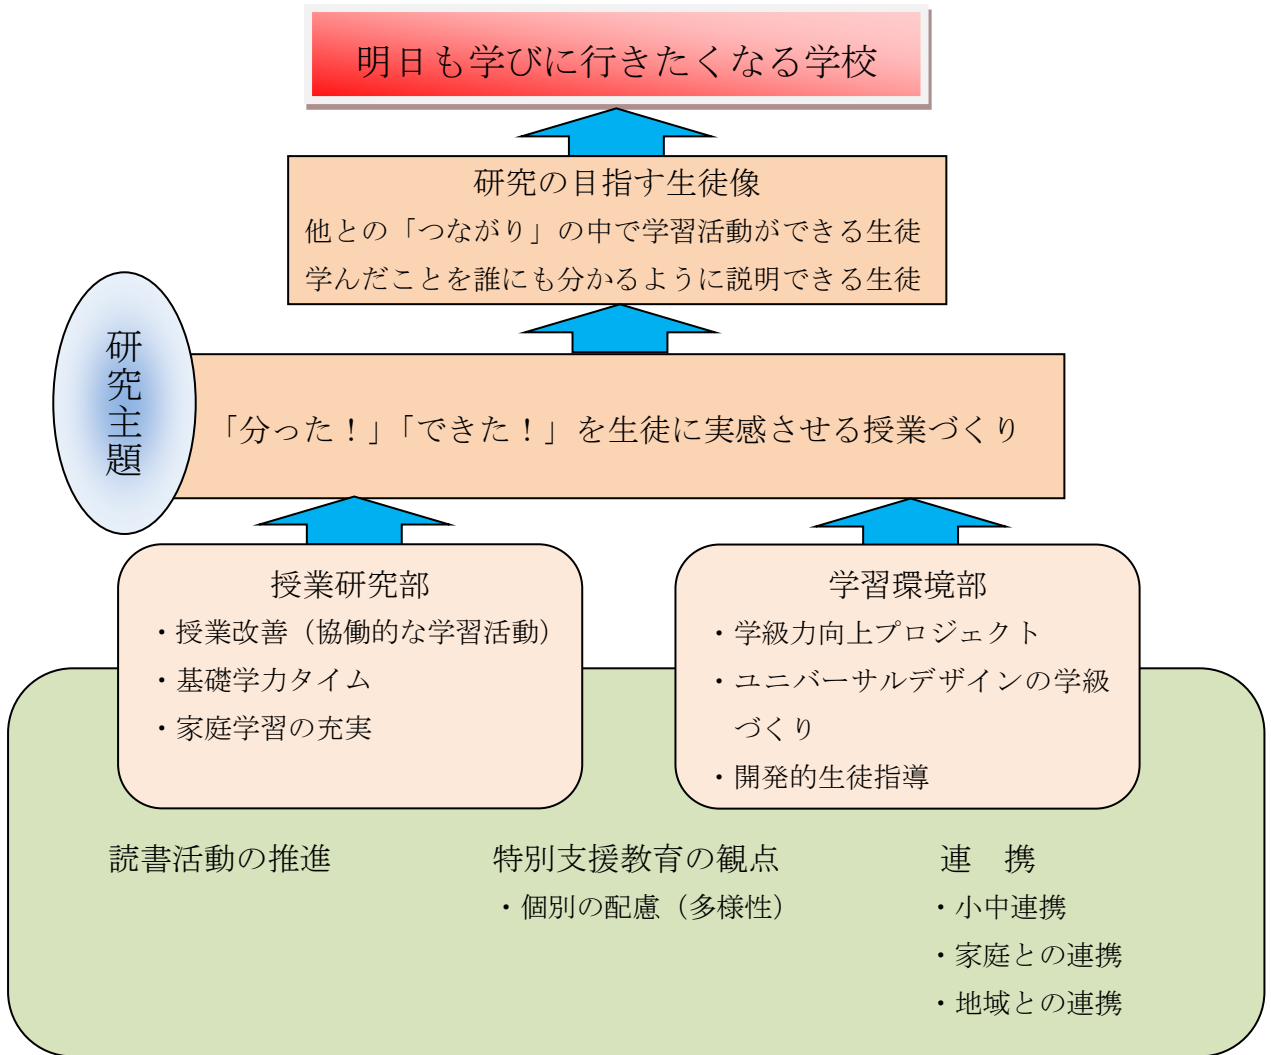 明日も学びに行きたくなる学校
研究の目指す生徒像
他との「つながり」の中で学習活動ができる生徒
学んだことを誰にも分かるように説明できる生徒
研究主題
「分った！」「できた！」を生徒に実感させる授業づくり
授業研究部
・授業改善（協働的な学習活動）
・基礎学力タイム
・家庭学習の充実
学習環境部
・学級力向上プロジェクト
・ユニバーサルデザインの学級
づくり
・開発的生徒指導
読書活動の推進
特別支援教育の観点
・個別の配慮（多様性）
連　携
・小中連携
・家庭との連携
・地域との連携